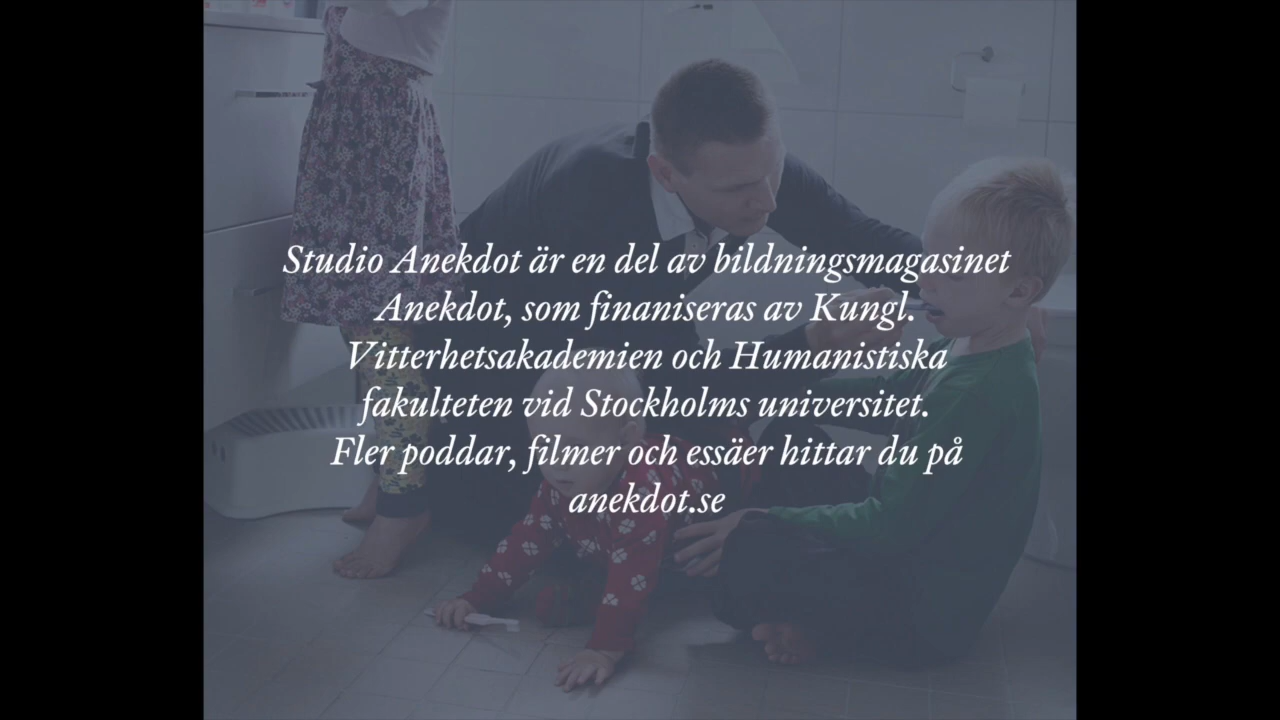 Studio Anekdot är en del av bildningsmagasinet
Anekdot, som finaniseras av Kungl.
Vitterhetsakademien och Humanistiska
fakulteten vid Stockholms universitet.
Fler poddar, filmer och essäer hittar du på
anekdot.se